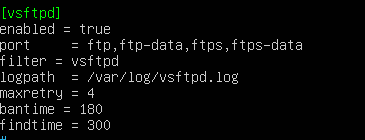 [vsftpd]
enabled = true
port     = ftp,ftp-data,ftps,ftps-data
filter = vsftpd
logpath  = /var/log/vsftpd.log
maxretry = 4
bantime = 180
findtime = 300
#